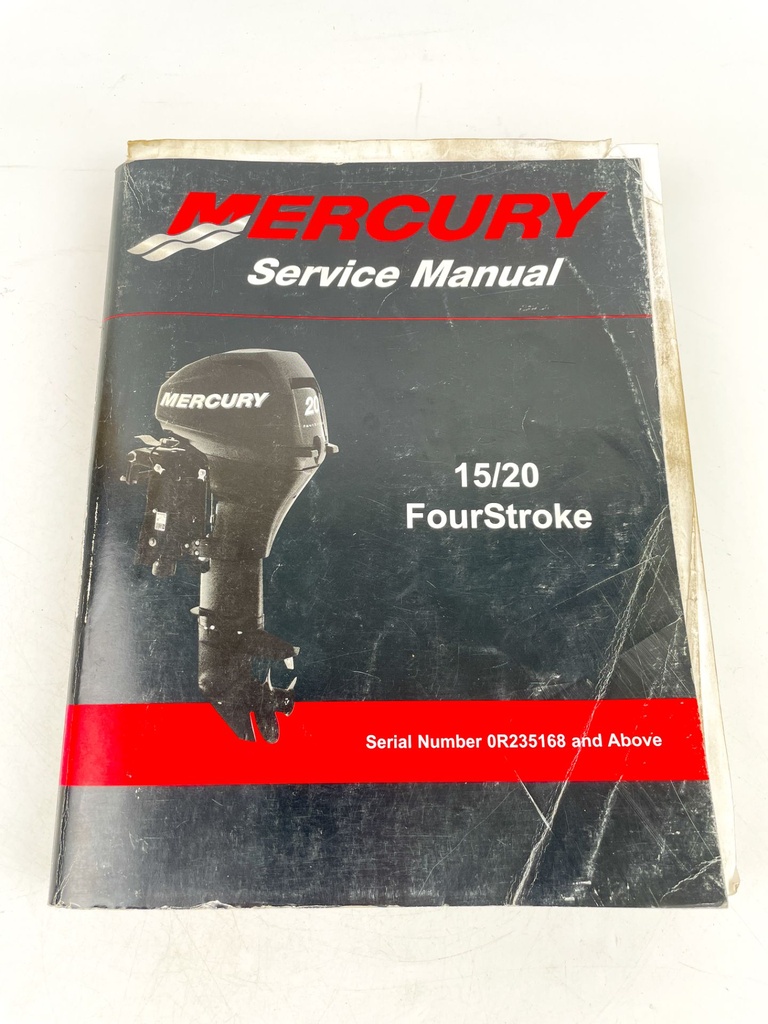 MERCURY
Service Manual
MERCURY
20
15/20
FourStroke
Serial Number 0R235168 and Above